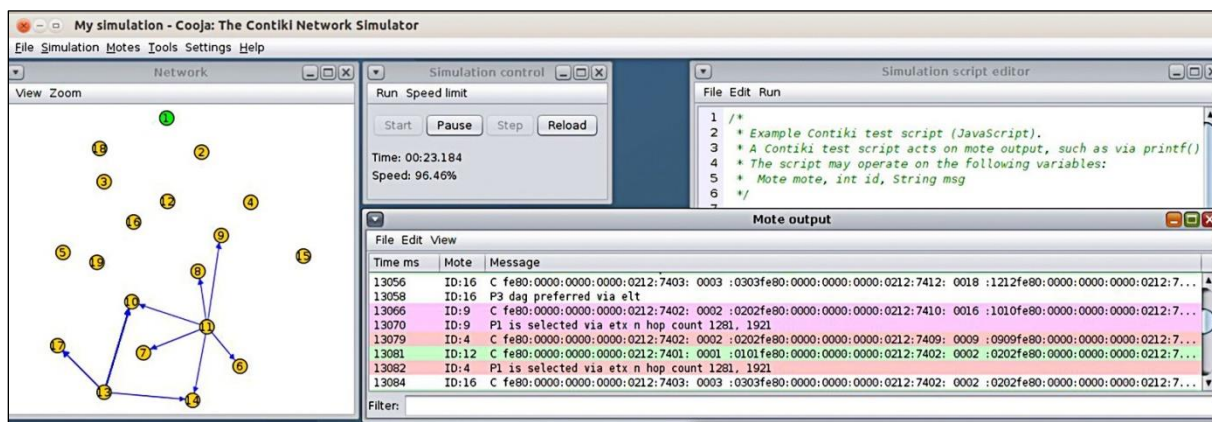 My simulation - Cooja: The Contiki Network Simulator
File Simulation Motes Tools Settings Help
Network
View Zoom
1
18
2
3
12
4
16
9
5
19
8
15
10
11
17
7
6
13
14
Simulation control
Run Speed limit
Start Pause Step Reload
Time: 00:23.184
Speed: 96.46%
Simulation script editor
File Edit Run
1 /*
2 * Example Contiki test script (JavaScript).
3 * A Contiki test script acts on mote output, such as via printf()
4 * The script may operate on the following variables:
5 * Mote mote, int id, String msg
6 */
Mote output
File Edit View
Time ms Mote Message
13056 ID:16 C fe80:0000:0000:0000:0212:7403: 0003 :0303fe80:0000:0000:0000:0212:7412: 0018 :1212fe80:0000:0000:0000:0212:7...
13058 ID:16 P3 dag preferred via elt
13066 ID:9 C fe80:0000:0000:0000:0212:7402: 0002 :0202fe80:0000:0000:0000:0212:7410: 0016 :1010fe80:0000:0000:0000:0212:7...
13070 ID:9 P1 is selected via etx n hop count 1281, 1921
13079 ID:4 C fe80:0000:0000:0000:0212:7402: 0002 :0202fe80:0000:0000:0000:0212:7409: 0009 :0909fe80:0000:0000:0000:0212:7...
13081 ID:12 C fe80:0000:0000:0000:0212:7401: 0001 :0101fe80:0000:0000:0000:0212:7402: 0002 :0202fe80:0000:0000:0000:0212:7...
13082 ID:4 P1 is selected via etx n hop count 1281, 1921
13084 ID:16 C fe80:0000:0000:0000:0212:7403: 0003 :0303fe80:0000:0000:0000:0212:7402: 0002 :0202fe80:0000:0000:0000:0212:7...
Filter: